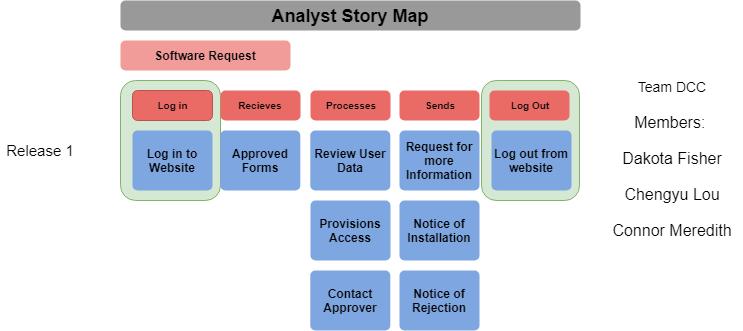 Analyst Story Map
Software Request
Log in
Recieves
Processes
Sends
Log Out
Release 1
Log in to
Website
Approved
Forms
Review User
Data
Request for
more
Information
Log out from
website
Provisions
Access
Notice of
Installation
Contact
Approver
Notice of
Rejection
Team DCC
Members:
Dakota Fisher
Chengyu Lou
Connor Meredith